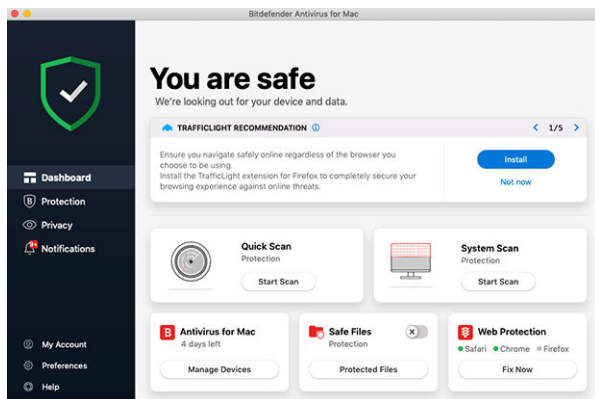 Bitdefender Antivirus for Mac
You are safe
We're looking out for your device and data.
TRAFFICLIGHT RECOMMENDATION
1/5
Ensure you navigate safely online regardless of the browser you
choose to be using.
Install the TrafficLight extension for Firefox to completely secure your
browsing experience against online threats.
Install
Not now
Dashboard
Protection
Privacy
9+
Notifications
My Account
Preferences
Help
Quick Scan
Protection
Start Scan
System Scan
Protection
Start Scan
B
Antivirus for Mac
4 days left
Manage Devices
Safe Files
Protection
Protected Files
Web Protection
Safari Chrome Firefox
Fix Now